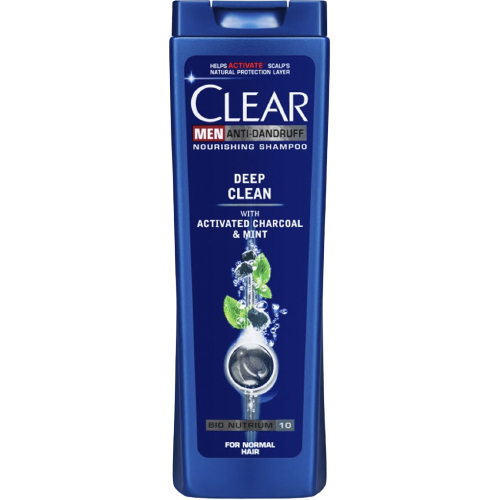 HELPS ACTIVATE SCALP'S
NATURAL PROTECTION LAYER
CLEAR
MEN ANTI-DANDRUFF
NOURISHING SHAMPOO
DEEP
CLEAN
WITH
ACTIVATED CHARCOAL
& MINT
BIO NUTRIUM 10
FOR NORMAL
HAIR